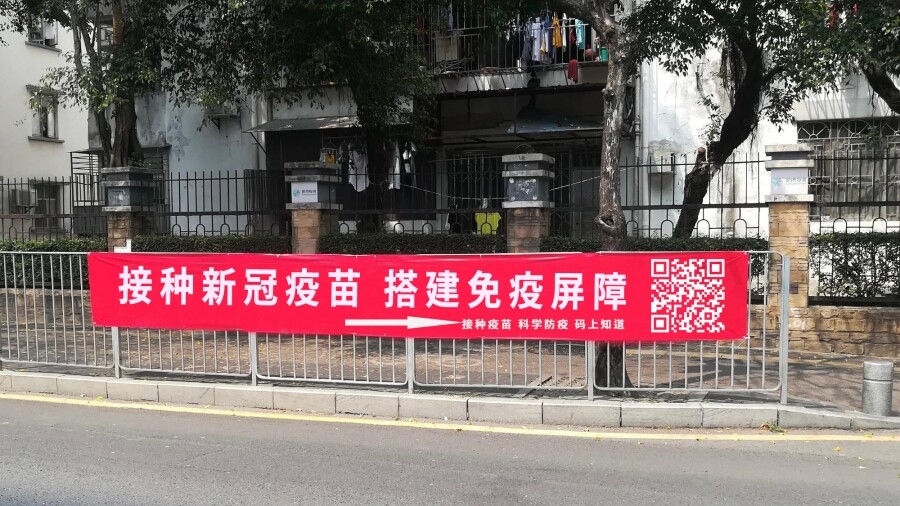 接种新冠疫苗 搭建免疫屏障
接种疫苗 科学防疫 码上知道